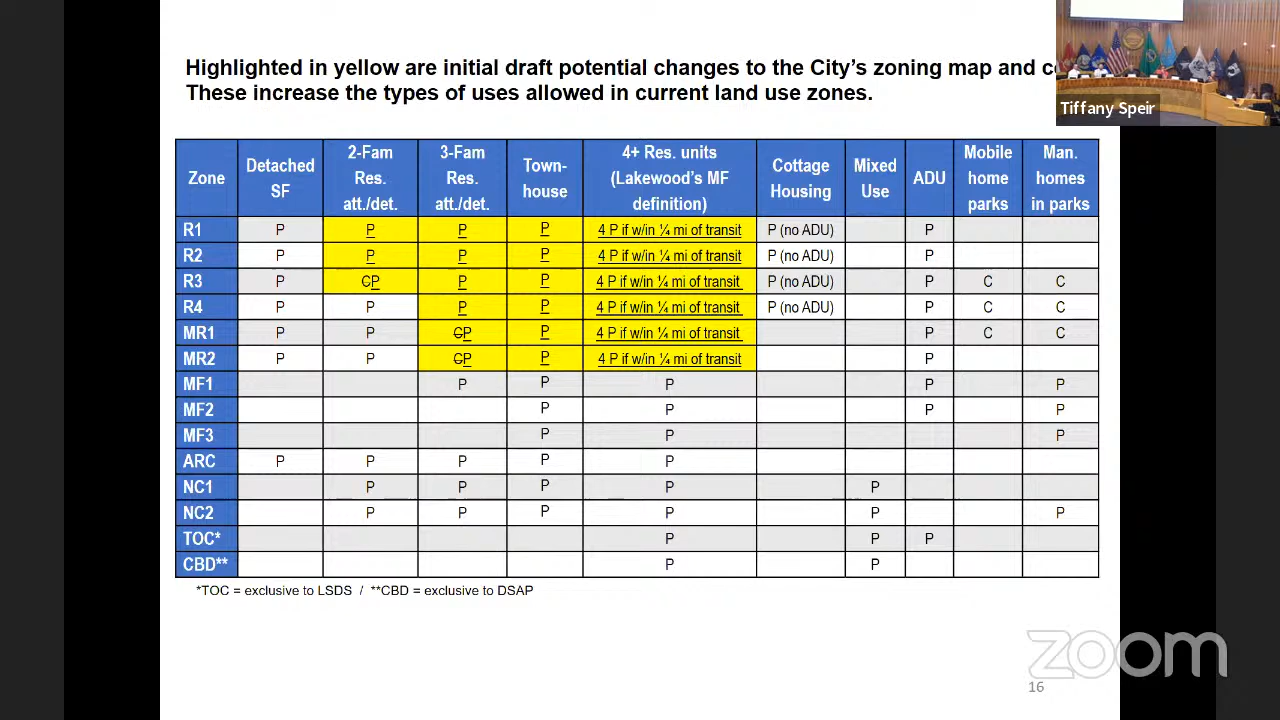 Highlighted in yellow are initial draft potential changes to the City's zoning map and
These increase the types of uses allowed in current land use zones.
Tiffany Speir
Zone Detached SF 2-Fam Res. att./det. 3-Fam Res. att./det. Town-house 4+ Res. units (Lakewood's MF definition) Cottage Housing Mixed Use ADU Mobile home parks Man. homes in parks
R1 P P P P 4 P if w/in ¼ mi of transit P (no ADU) P
R2 P P P P 4 P if w/in ¼ mi of transit P (no ADU) P
R3 P CP P P 4 P if w/in ¼ mi of transit P (no ADU) P C C
R4 P P P P 4 P if w/in ¼ mi of transit P (no ADU) P C C
MR1 P P CP P 4 P if w/in ¼ mi of transit P C C
MR2 P P CP P 4 P if w/in ¼ mi of transit P
MF1 P P P P P
MF2 P P P P
MF3 P P P
ARC P P P P P
NC1 P P P P P
NC2 P P P P P P
TOC* P P P
CBD** P P
*TOC = exclusive to LSDS / **CBD = exclusive to DSAP
zoom
16